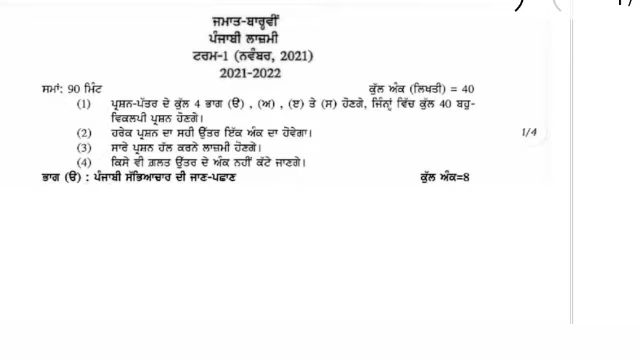 ਜਮਾਤ-ਬਾਰ੍ਹਵੀਂ
ਪੰਜਾਬੀ ਲਾਜ਼ਮੀ
ਟਰਮ-1 (ਨਵੰਬਰ, 2021)
2021-2022
ਸਮਾਂ: 90 ਮਿੰਟ ਕੁੱਲ ਅੰਕ (ਲਿਖਤੀ) = 40
(1) ਪ੍ਰਸ਼ਨ-ਪੱਤਰ ਦੇ ਕੁੱਲ 4 ਭਾਗ (ੳ) , (ਅ) , (ੲ) ਤੇ (ਸ) ਹੋਣਗੇ, ਜਿੰਨ੍ਹਾਂ ਵਿੱਚ ਕੁੱਲ 40 ਬਹੁ-
ਵਿਕਲਪੀ ਪ੍ਰਸ਼ਨ ਹੋਣਗੇ।
(2) ਹਰੇਕ ਪ੍ਰਸ਼ਨ ਦਾ ਸਹੀ ਉੱਤਰ ਇੱਕ ਅੰਕ ਦਾ ਹੋਵੇਗਾ।
1/4
(3) ਸਾਰੇ ਪ੍ਰਸ਼ਨ ਹੱਲ ਕਰਨੇ ਲਾਜ਼ਮੀ ਹੋਣਗੇ।
(4) ਕਿਸੇ ਵੀ ਗ਼ਲਤ ਉੱਤਰ ਦੇ ਅੰਕ ਨਹੀਂ ਕੱਟੇ ਜਾਣਗੇ।
ਭਾਗ (ੳ) : ਪੰਜਾਬੀ ਸੱਭਿਆਚਾਰ ਦੀ ਜਾਣ-ਪਛਾਣ ਕੁੱਲ ਅੰਕ=8